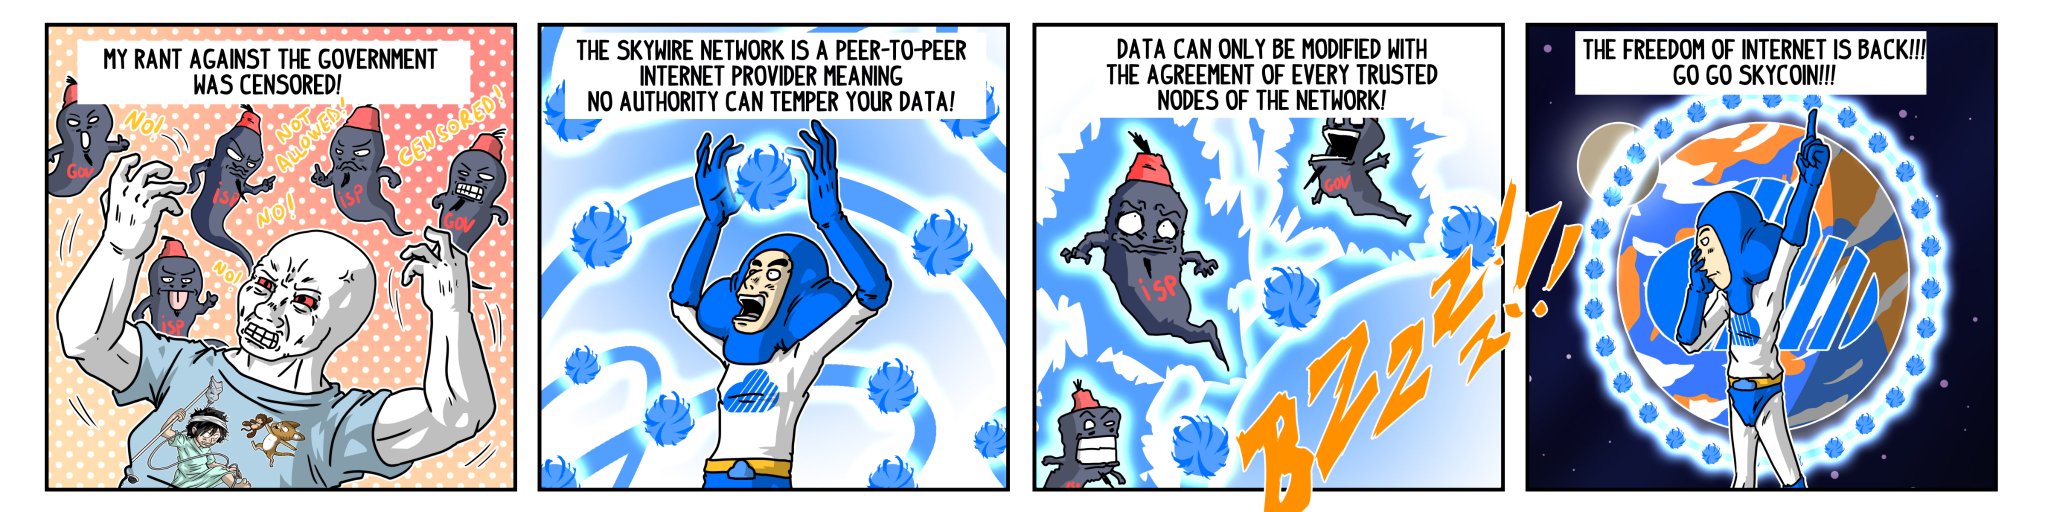 MY RANT AGAINST THE GOVERNMENT
WAS CENSORED!
NO!
NOT
ALLOWED!
CENSORED!
GOV
ISP
ISP
GOV
NO!
NO!
ISP
THE SKYWIRE NETWORK IS A PEER-TO-PEER
INTERNET PROVIDER MEANING
NO AUTHORITY CAN TEMPER YOUR DATA!
DATA CAN ONLY BE MODIFIED WITH
THE AGREEMENT OF EVERY TRUSTED
NODES OF THE NETWORK!
GOV
ISP
BZZZZZ!!!
THE FREEDOM OF INTERNET IS BACK!!!
GO GO SKYCOIN!!!